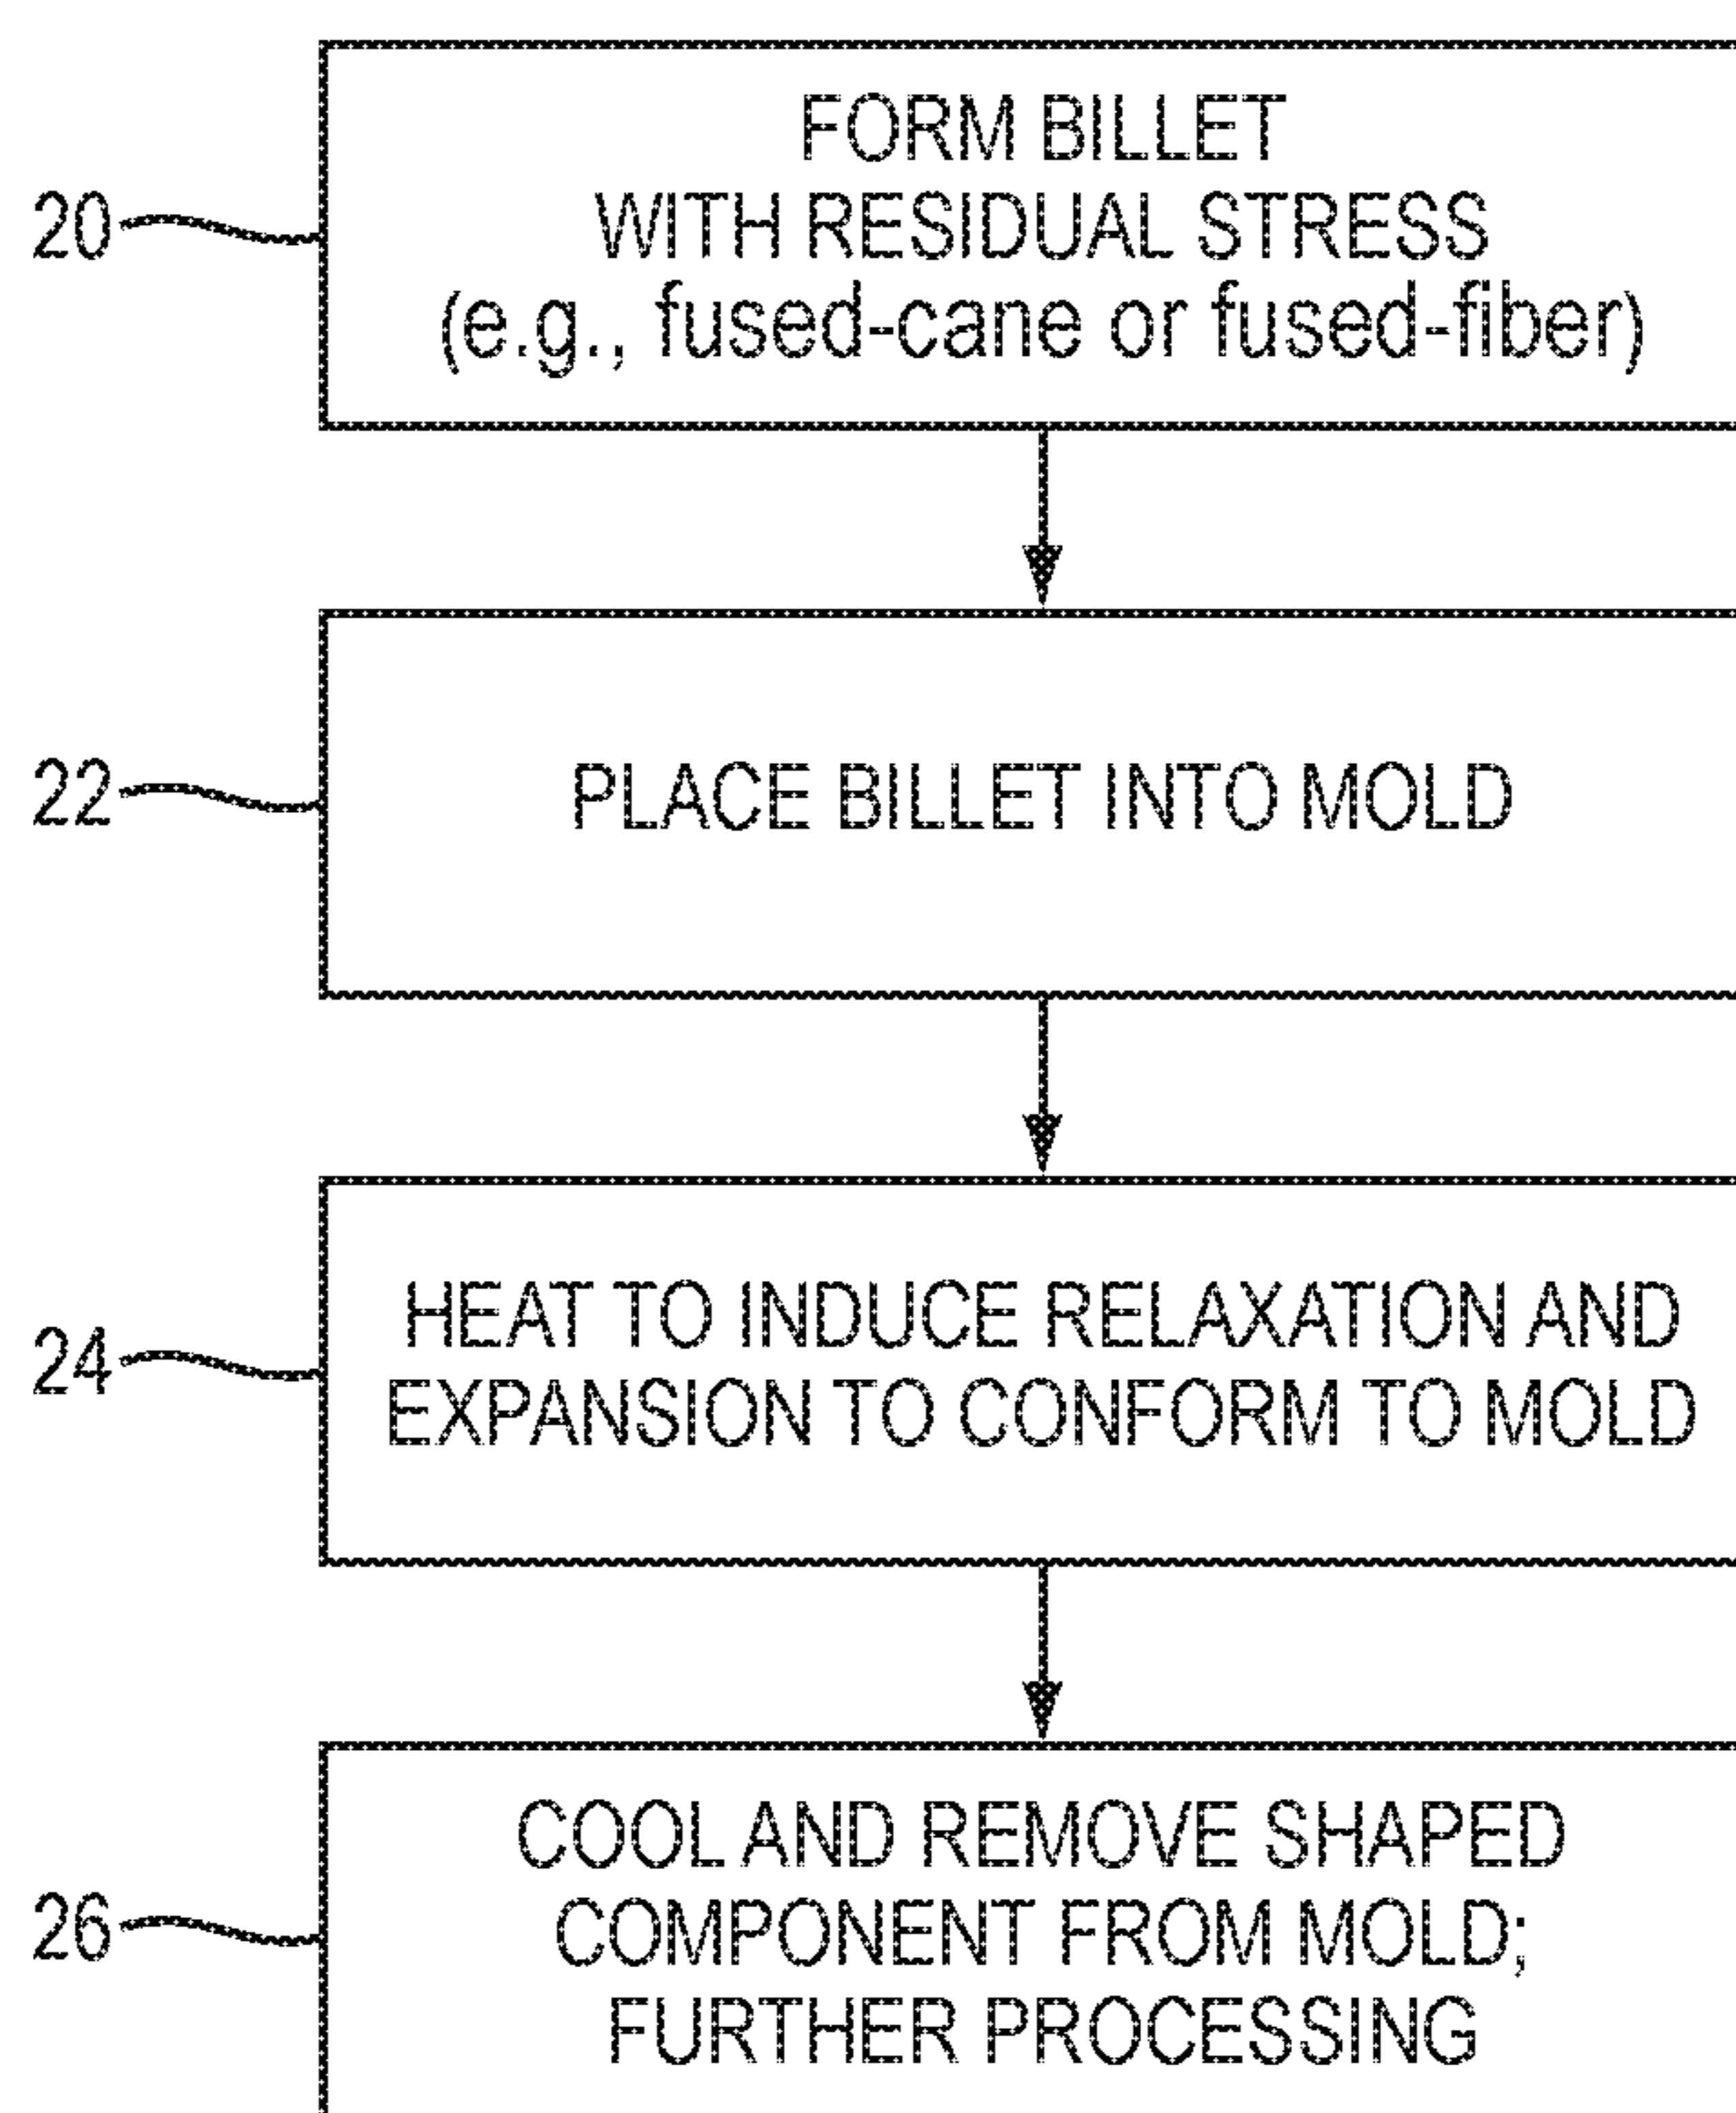 20
FORM BILLET
WITH RESIDUAL STRESS
(e.g., fused-cane or fused-fiber)
22
PLACE BILLET INTO MOLD
24
HEAT TO INDUCE RELAXATION AND
EXPANSION TO CONFORM TO MOLD
26
COOL AND REMOVE SHAPED
COMPONENT FROM MOLD;
FURTHER PROCESSING